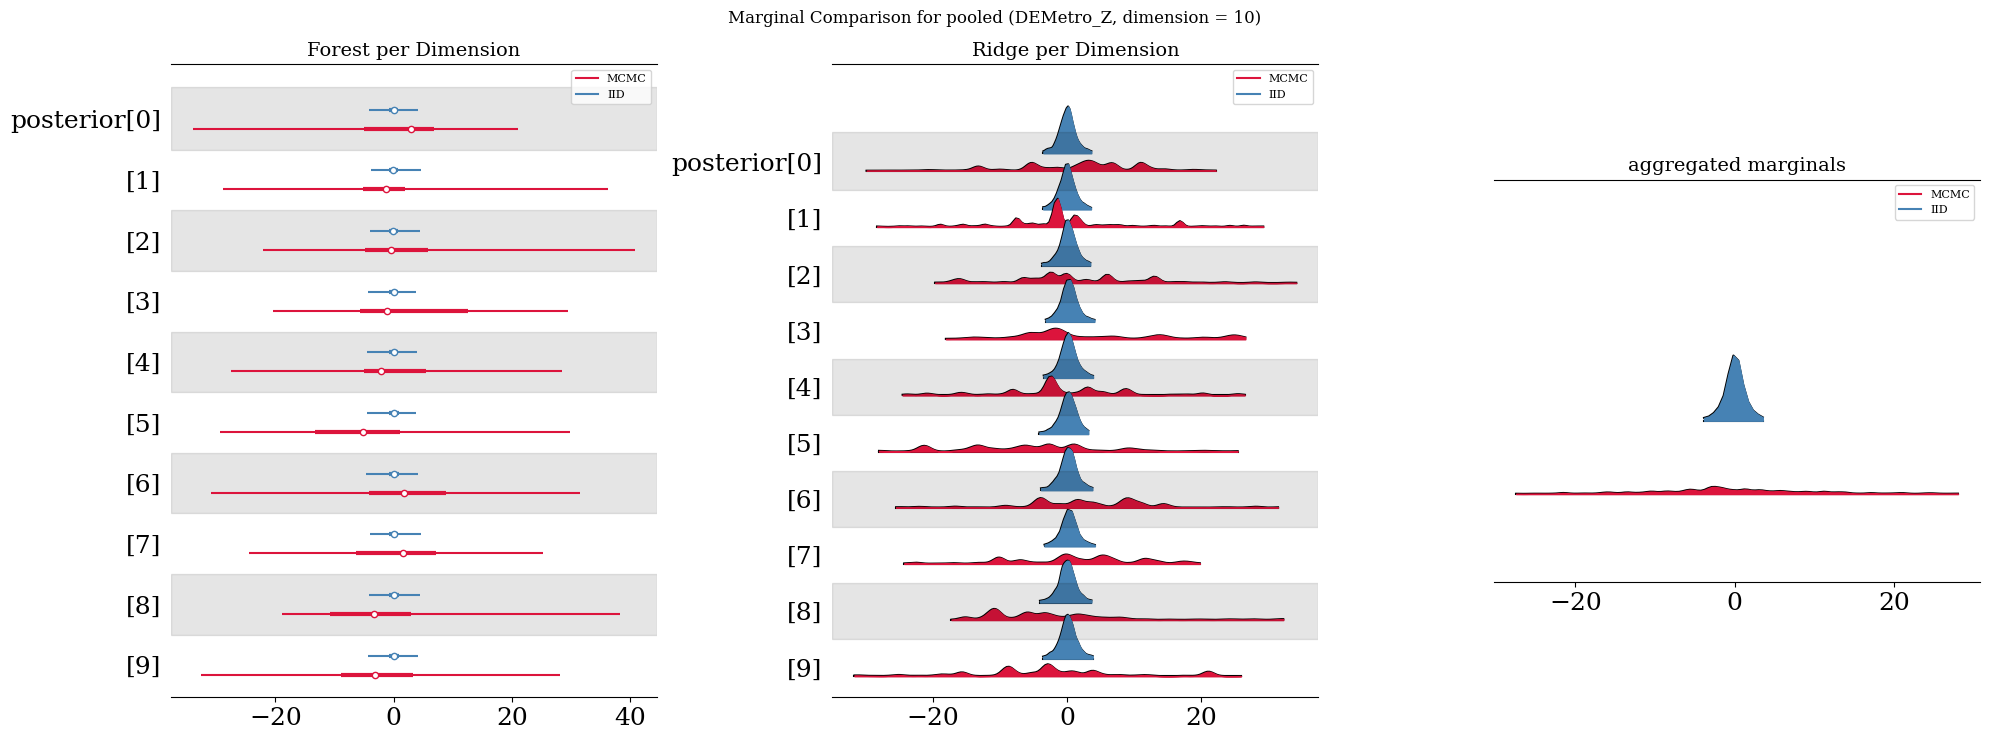 Marginal Comparison for pooled (DEMetro_Z, dimension = 10)
Forest per Dimension
MCMC
IID
posterior[0]
[1]
[2]
[3]
[4]
[5]
[6]
[7]
[8]
[9]
−20 0 20 40
Ridge per Dimension
MCMC
IID
posterior[0]
[1]
[2]
[3]
[4]
[5]
[6]
[7]
[8]
[9]
−20 0 20
aggregated marginals
MCMC
IID
−20 0 20